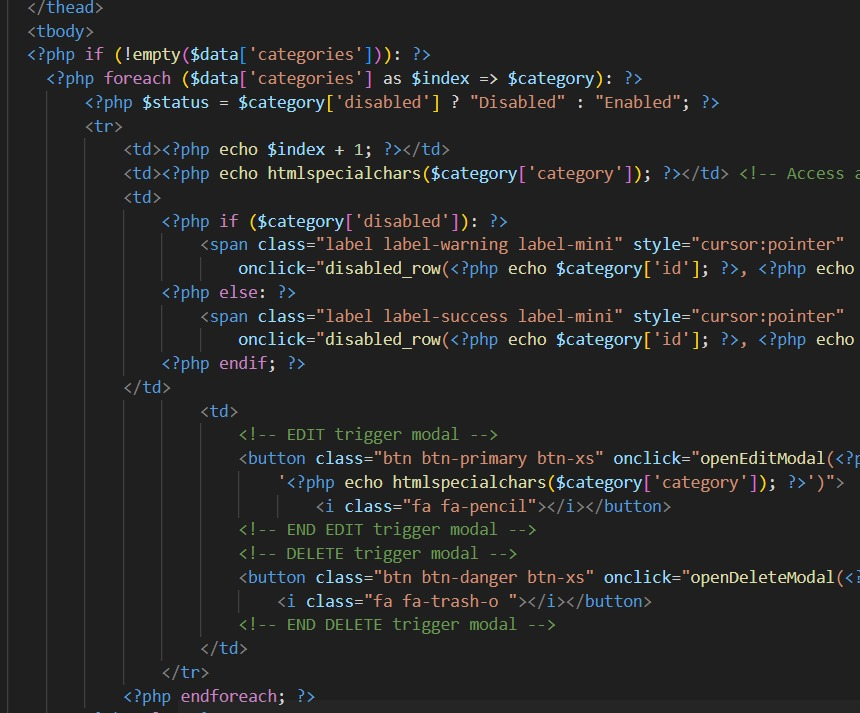 </thead>
<tbody>
<?php if (!empty($data['categories'])): ?>
<?php foreach ($data['categories'] as $index => $category): ?>
<?php $status = $category['disabled'] ? "Disabled" : "Enabled"; ?>
<tr>
<td><?php echo $index + 1; ?></td>
<td><?php echo htmlspecialchars($category['category']); ?></td> <!-- Access
<td>
<?php if ($category['disabled']): ?>
<span class="label label-warning label-mini" style="cursor:pointer"
onclick="disabled_row(<?php echo $category['id']; ?>, <?php echo
<?php else: ?>
<span class="label label-success label-mini" style="cursor:pointer"
onclick="disabled_row(<?php echo $category['id']; ?>, <?php echo
<?php endif; ?>
</td>
<td>
<!-- EDIT trigger modal -->
<button class="btn btn-primary btn-xs" onclick="openEditModal(<?p
'<?php echo htmlspecialchars($category['category']); ?>')">
<i class="fa fa-pencil"></i></button>
<!-- END EDIT trigger modal -->
<!-- DELETE trigger modal -->
<button class="btn btn-danger btn-xs" onclick="openDeleteModal(<?
<i class="fa fa-trash-o "></i></button>
<!-- END DELETE trigger modal -->
</td>
</tr>
<?php endforeach; ?>